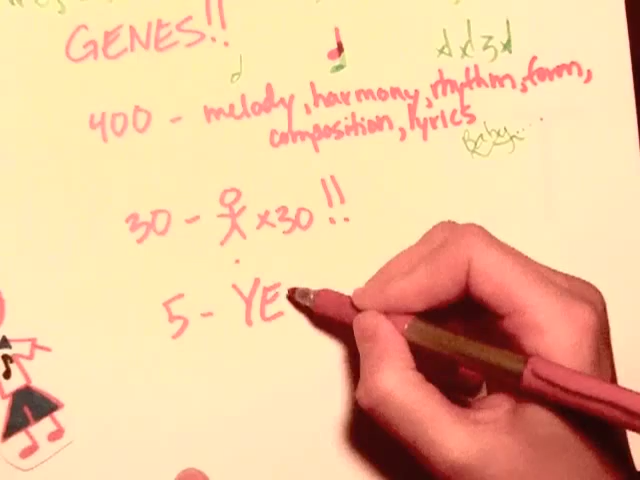 GENES!!
400 - melody, harmony, rhythm, form,
composition, lyrics
Baby...
30 - x30!!
5 - YE